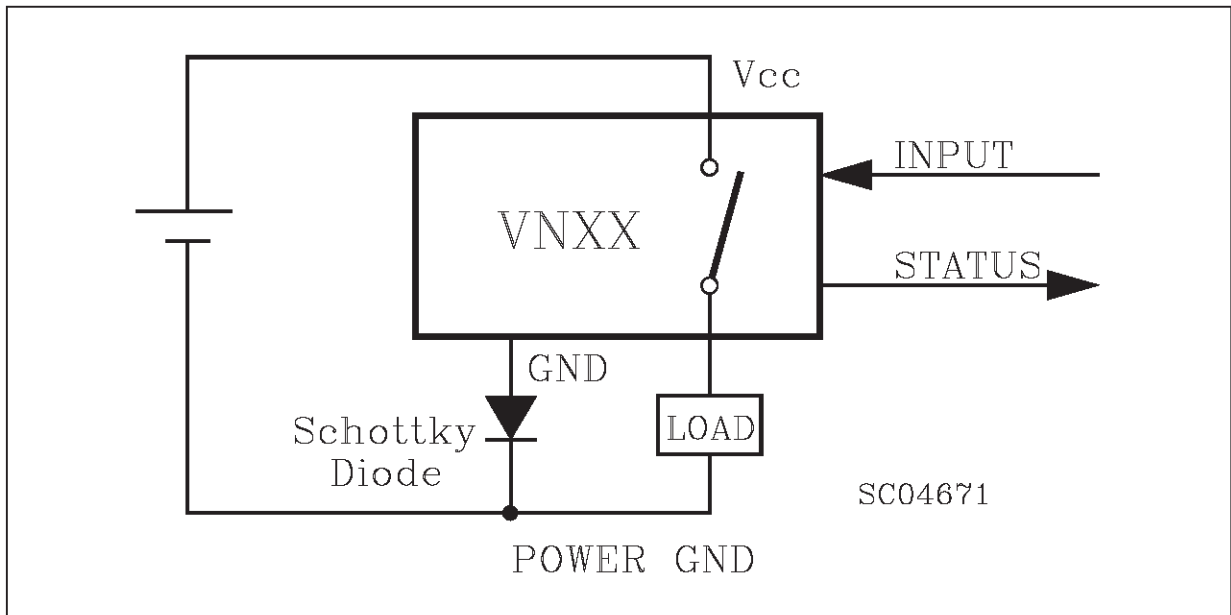 Vcc
INPUT
VNXX
STATUS
GND
Schottky
Diode
LOAD
SC04671
POWER GND